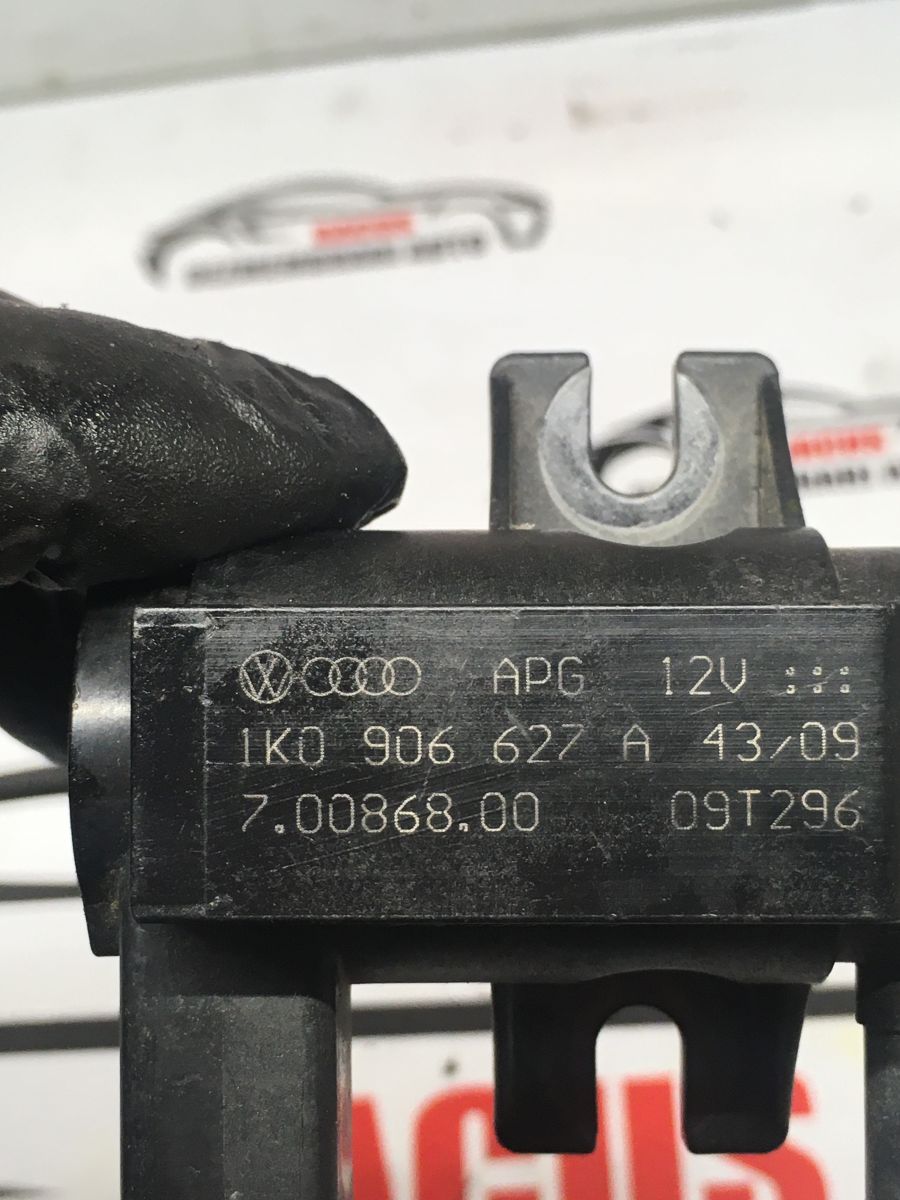 APG 12V
1K0 906 627 A 43/09
7.00868.00 09T296